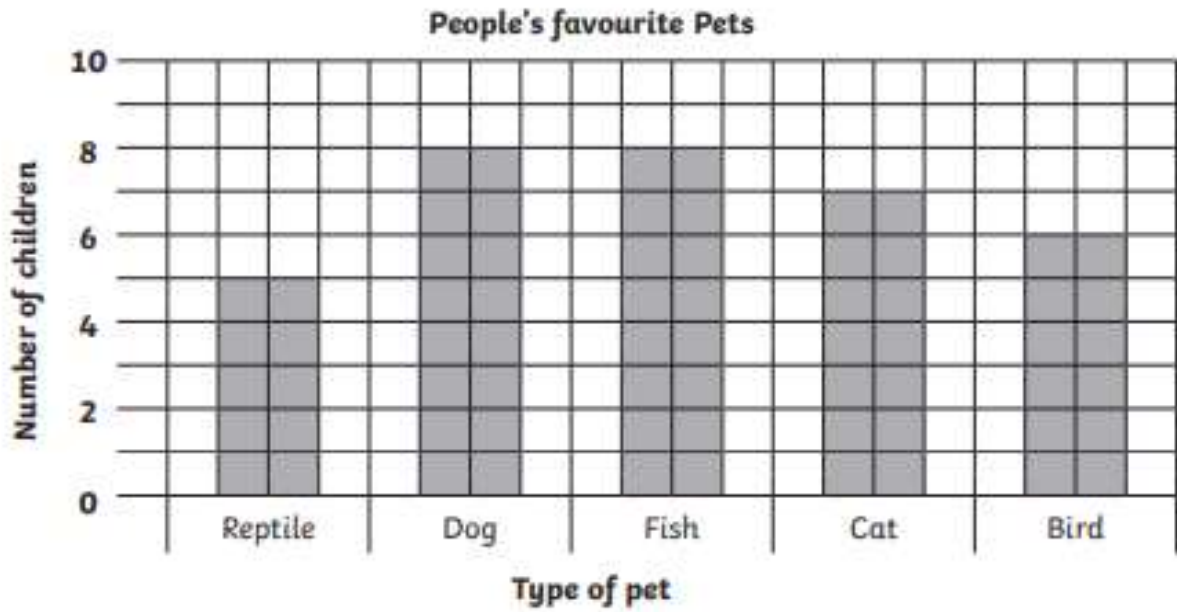 People's favourite Pets
10
8
6
4
2
0
Number of children
Reptile Dog Fish Cat Bird
Type of pet